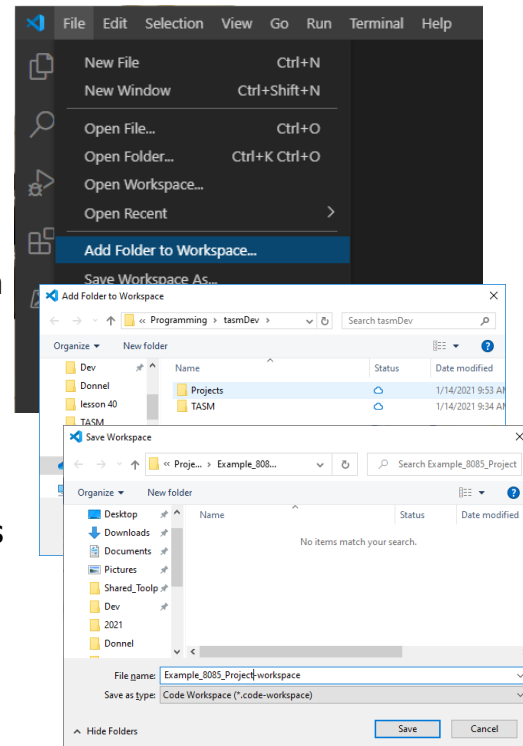 File Edit Selection View Go Run Terminal Help
New File Ctrl+N
New Window Ctrl+Shift+N
Open File... Ctrl+O
Open Folder... Ctrl+K Ctrl+O
Open Workspace...
Open Recent >
Add Folder to Workspace...
Save Workspace As...
Add Folder to Workspace
« Programming > tasmDev > Search tasmDev
Organize New folder
Name Status Date modified
Dev
Donnel
lesson 40
TASM
Projects 1/14/2021 9:53 AM
TASM 1/14/2021 9:34 AM
Save Workspace
« Proje... > Example_808... Search Example_8085_Project
Organize New folder
Name Status Date modified
No items match your search.
Desktop
Downloads
Documents
Pictures
Shared_Toolp
Dev
2021
Donnel
File name: Example_8085_Project-workspace
Save as type: Code Workspace (*.code-workspace)
Hide Folders Save Cancel